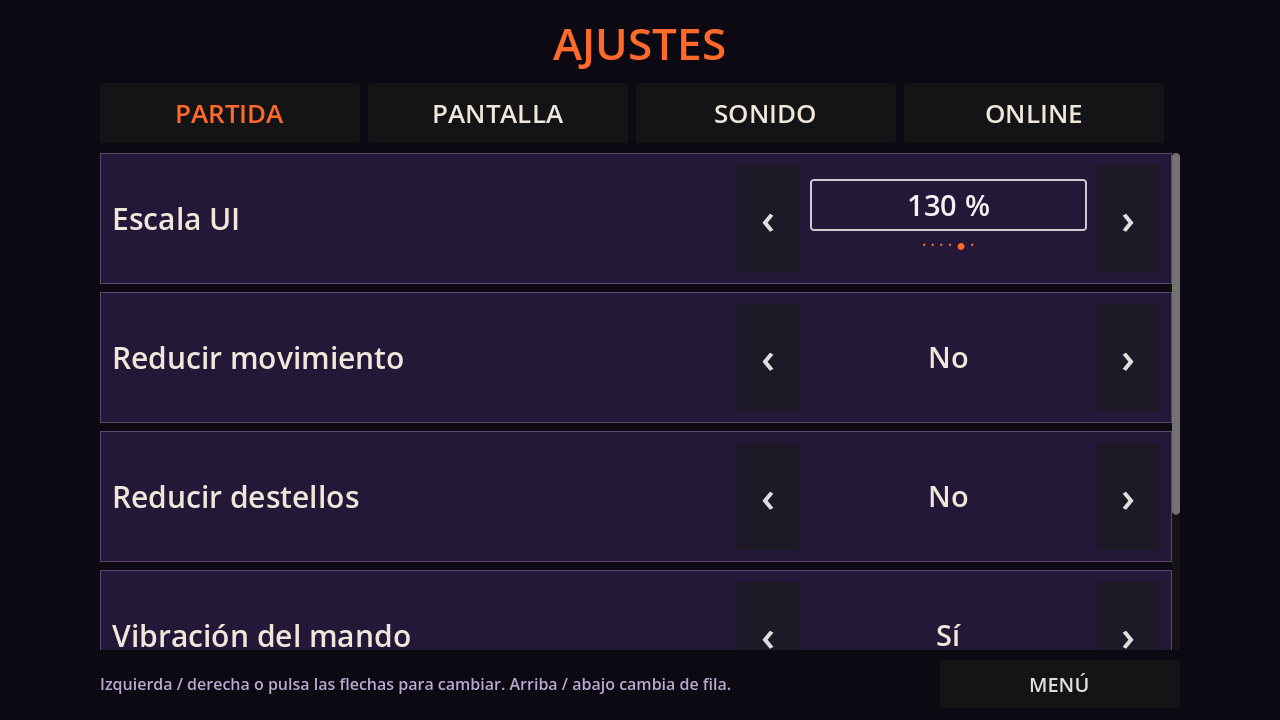 AJUSTES
PARTIDA PANTALLA SONIDO ONLINE
Escala UI ‹ 130 % ›
Reducir movimiento ‹ No ›
Reducir destellos ‹ No ›
Vibración del mando ‹ Sí ›
Izquierda / derecha o pulsa las flechas para cambiar. Arriba / abajo cambia de fila. MENÚ